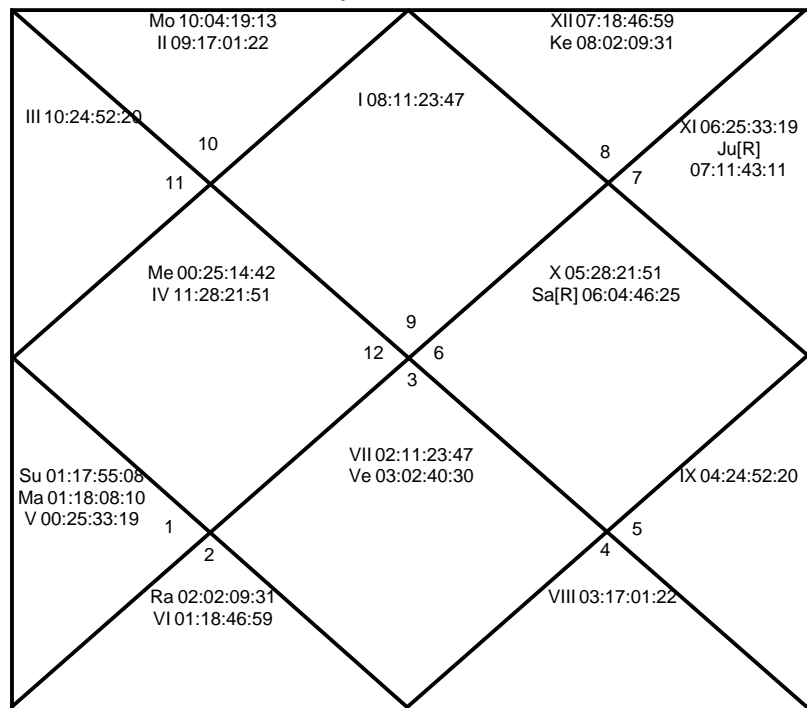 Mo 10:04:19:13
II 09:17:01:22
XII 07:18:46:59
Ke 08:02:09:31
I 08:11:23:47
III 10:24:52:20
XI 06:25:33:19
Ju[R]
07:11:43:11
10
8
11
7
Me 00:25:14:42
IV 11:28:21:51
X 05:28:21:51
Sa[R] 06:04:46:25
9
12
6
3
VII 02:11:23:47
Ve 03:02:40:30
Su 01:17:55:08
Ma 01:18:08:10
V 00:25:33:19
IX 04:24:52:20
1
5
2
4
Ra 02:02:09:31
VI 01:18:46:59
VIII 03:17:01:22